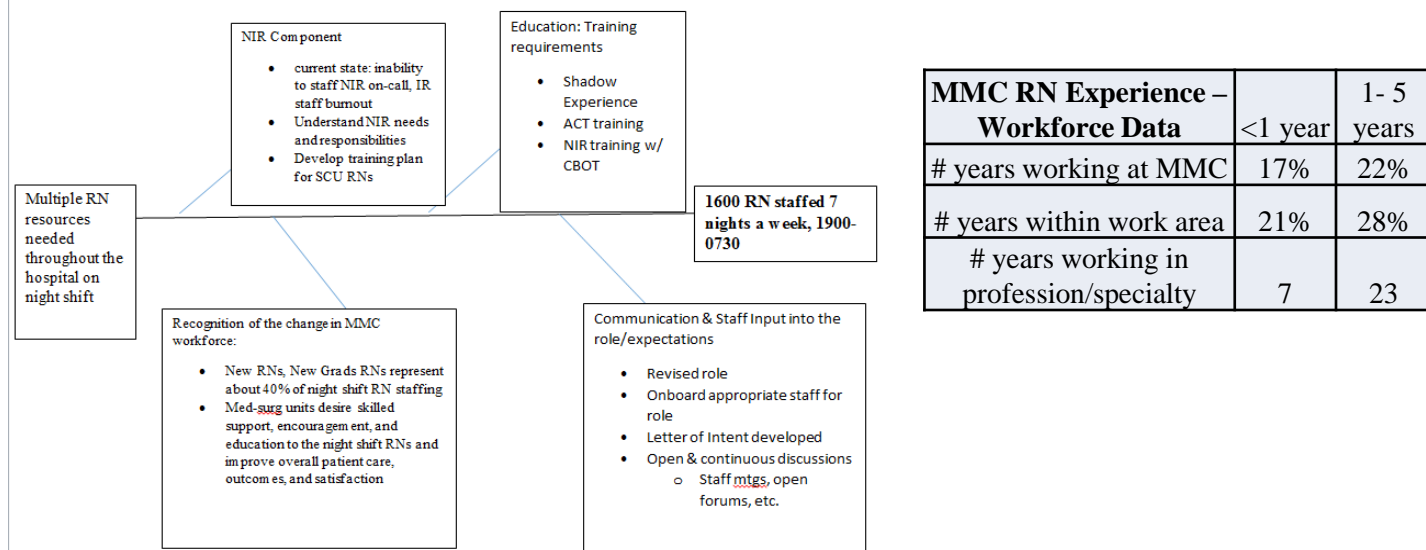 NIR Component
• current state: inability
to staff NIR on-call, IR
staff burnout
• Understand NIR needs
and responsibilities
• Develop training plan
for SCU RNs
Education: Training
requirements
• Shadow
Experience
• ACT training
• NIR training w/
CBOT
Multiple RN
resources
needed
throughout the
hospital on
night shift
1600 RN staffed 7
nights a week, 1900-
0730
Recognition of the change in MMC
workforce:
• New RNs, New Grads RNs represent
about 40% of night shift RN staffing
• Med-surg units desire skilled
support, encouragement, and
education to the night shift RNs and
improve overall patient care,
outcomes, and satisfaction
Communication & Staff Input into the
role/expectations
• Revised role
• Onboard appropriate staff for
role
• Letter of Intent developed
• Open & continuous discussions
o Staff mtgs, open
forums, etc.
MMC RN Experience –
Workforce Data
<1 year
1- 5
years
# years working at MMC 17% 22%
# years within work area 21% 28%
# years working in
profession/specialty
7 23